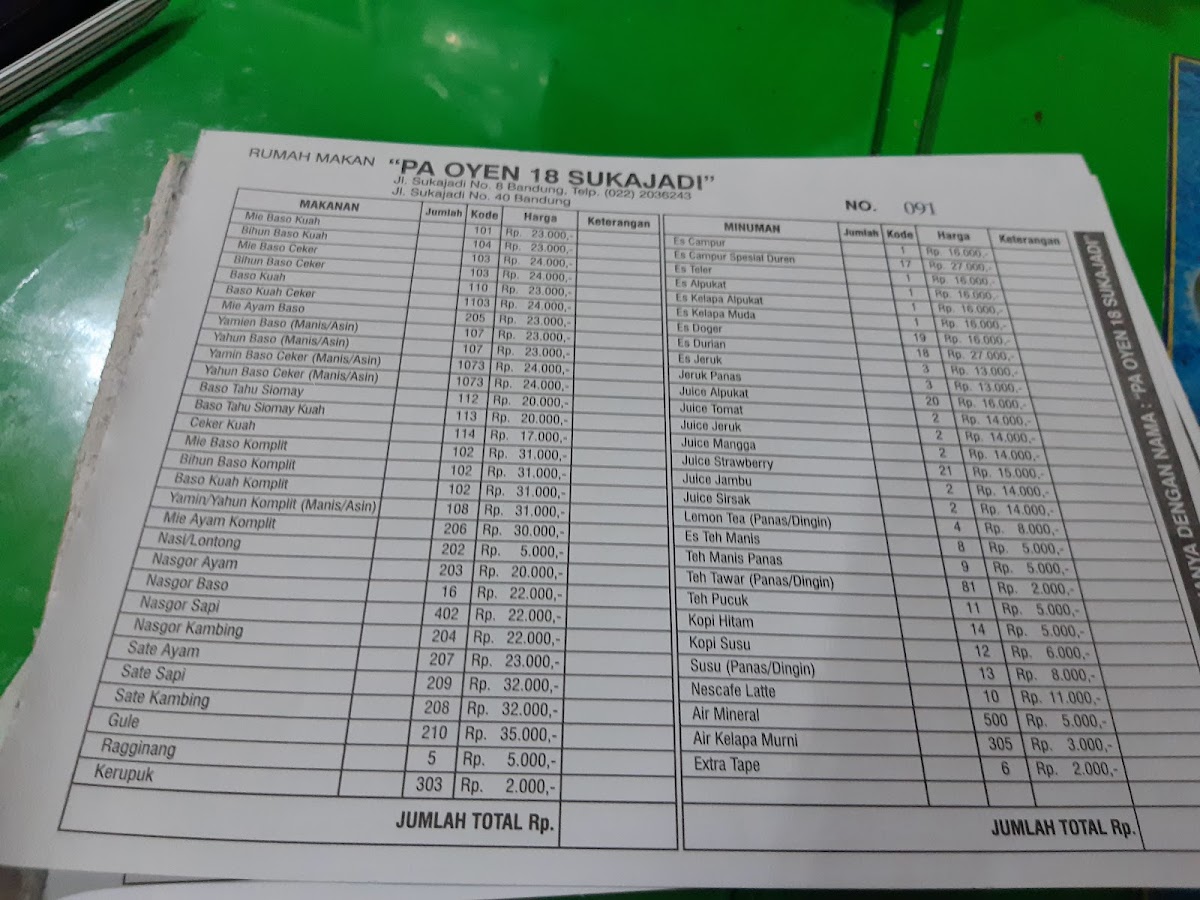 RUMAH MAKAN "PA OYEN 18 SUKAJADI"
Jl. Sukajadi No. 8 Bandung, Telp. (022) 2036243
Jl. Sukajadi No. 40 Bandung
NO. 091
MAKANAN Jumlah Kode Harga Keterangan
Mie Baso Kuah 101 Rp. 23.000,-
Bihun Baso Kuah 104 Rp. 23.000,-
Mie Baso Ceker 103 Rp. 24.000,-
Bihun Baso Ceker 103 Rp. 24.000,-
Baso Kuah 110 Rp. 23.000,-
Baso Kuah Ceker 1103 Rp. 24.000,-
Mie Ayam Baso 205 Rp. 23.000,-
Yamien Baso (Manis/Asin) 107 Rp. 23.000,-
Yahun Baso (Manis/Asin) 107 Rp. 23.000,-
Yamin Baso Ceker (Manis/Asin) 1073 Rp. 24.000,-
Yahun Baso Ceker (Manis/Asin) 1073 Rp. 24.000,-
Baso Tahu Siomay 112 Rp. 20.000,-
Baso Tahu Siomay Kuah 113 Rp. 20.000,-
Ceker Kuah 114 Rp. 17.000,-
Mie Baso Komplit 102 Rp. 31.000,-
Bihun Baso Komplit 102 Rp. 31.000,-
Baso Kuah Komplit 102 Rp. 31.000,-
Yamin/Yahun Komplit (Manis/Asin) 108 Rp. 31.000,-
Mie Ayam Komplit 206 Rp. 30.000,-
Nasi/Lontong 202 Rp. 5.000,-
Nasgor Ayam 203 Rp. 20.000,-
Nasgor Baso 16 Rp. 22.000,-
Nasgor Sapi 402 Rp. 22.000,-
Nasgor Kambing 204 Rp. 22.000,-
Sate Ayam 207 Rp. 23.000,-
Sate Sapi 209 Rp. 32.000,-
Sate Kambing 208 Rp. 32.000,-
Gule 210 Rp. 35.000,-
Ragginang 5 Rp. 5.000,-
Kerupuk 303 Rp. 2.000,-
JUMLAH TOTAL Rp.
MINUMAN Jumlah Kode Harga Keterangan
Es Campur 1 Rp. 16.000,-
Es Campur Spesial Duren 17 Rp. 27.000,-
Es Teler 1 Rp. 16.000,-
Es Alpukat 1 Rp. 16.000,-
Es Kelapa Alpukat 1 Rp. 16.000,-
Es Kelapa Muda 1 Rp. 16.000,-
Es Doger 19 Rp. 16.000,-
Es Durian 18 Rp. 27.000,-
Es Jeruk 3 Rp. 13.000,-
Jeruk Panas 3 Rp. 13.000,-
Juice Alpukat 20 Rp. 16.000,-
Juice Tomat 2 Rp. 14.000,-
Juice Jeruk 2 Rp. 14.000,-
Juice Mangga 2 Rp. 14.000,-
Juice Strawberry 21 Rp. 15.000,-
Juice Jambu 2 Rp. 14.000,-
Juice Sirsak 2 Rp. 14.000,-
Lemon Tea (Panas/Dingin) 4 Rp. 8.000,-
Es Teh Manis 8 Rp. 5.000,-
Teh Manis Panas 9 Rp. 5.000,-
Teh Tawar (Panas/Dingin) 81 Rp. 2.000,-
Teh Pucuk 11 Rp. 5.000,-
Kopi Hitam 14 Rp. 5.000,-
Kopi Susu 12 Rp. 6.000,-
Susu (Panas/Dingin) 13 Rp. 8.000,-
Nescafe Latte 10 Rp. 11.000,-
Air Mineral 500 Rp. 5.000,-
Air Kelapa Murni 305 Rp. 3.000,-
Extra Tape 6 Rp. 2.000,-
JUMLAH TOTAL Rp.
DENGAN NAMA : "PA OYEN 18 SUKAJADI"